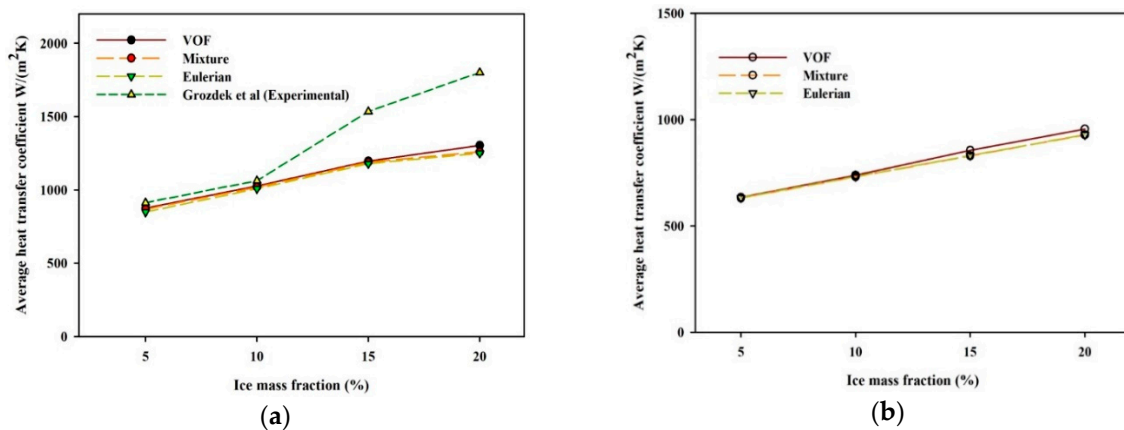 2000
1500
1000
500
0
Average heat transfer coefficient W/(m²K)
VOF
Mixture
Eulerian
Grozdek et al (Experimental)
5 10 15 20
Ice mass fraction (%)
(a)
1500
1000
500
0
Average heat transfer coefficient W/(m²K)
VOF
Mixture
Eulerian
5 10 15 20
Ice mass fraction (%)
(b)